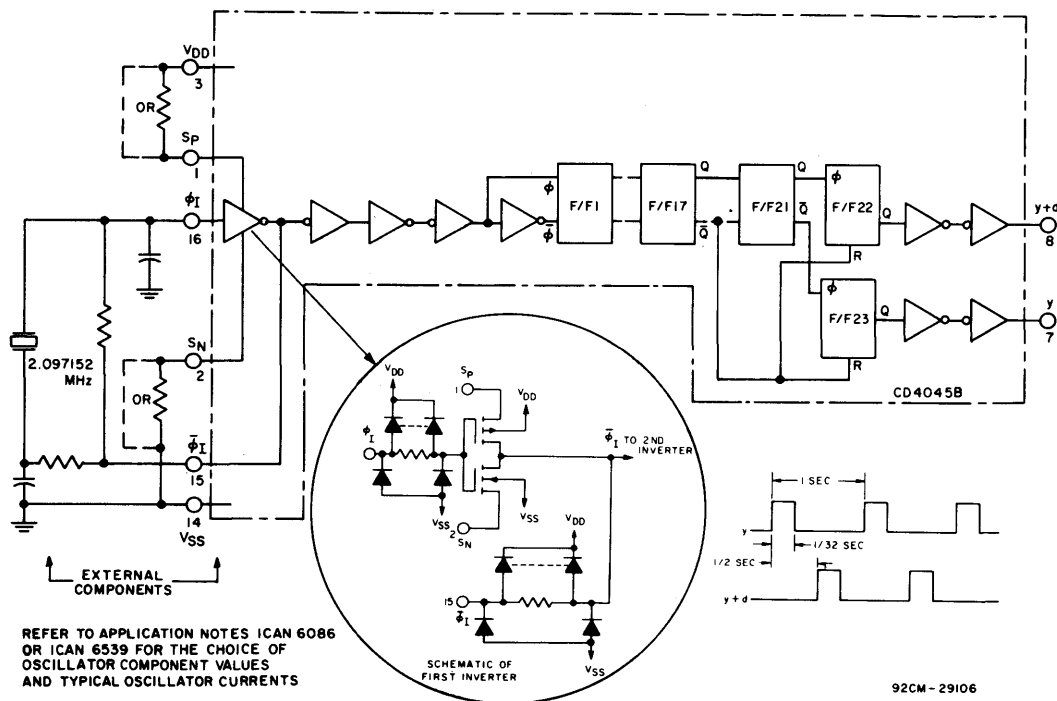 VDD
3
OR
SP
1
φI
16
2.097152
MHz
SN
2
OR
φ̅I
15
14
VSS
EXTERNAL
COMPONENTS
REFER TO APPLICATION NOTES ICAN 6086
OR ICAN 6539 FOR THE CHOICE OF
OSCILLATOR COMPONENT VALUES
AND TYPICAL OSCILLATOR CURRENTS
φ
φ̅
F/F1
F/F17
Q
Q̅
F/F21
Q
Q̅
φ
F/F22
Q
R
y+d
8
φ
F/F23
Q
R
y
7
CD4045B
VDD
SP
1
VDD
φI
φ̅I TO 2ND
INVERTER
VSS
VSS
2
SN
VDD
15
φ̅I
VSS
SCHEMATIC OF
FIRST INVERTER
1 SEC
y
1/32 SEC
1/2 SEC
y+d
92CM-29106